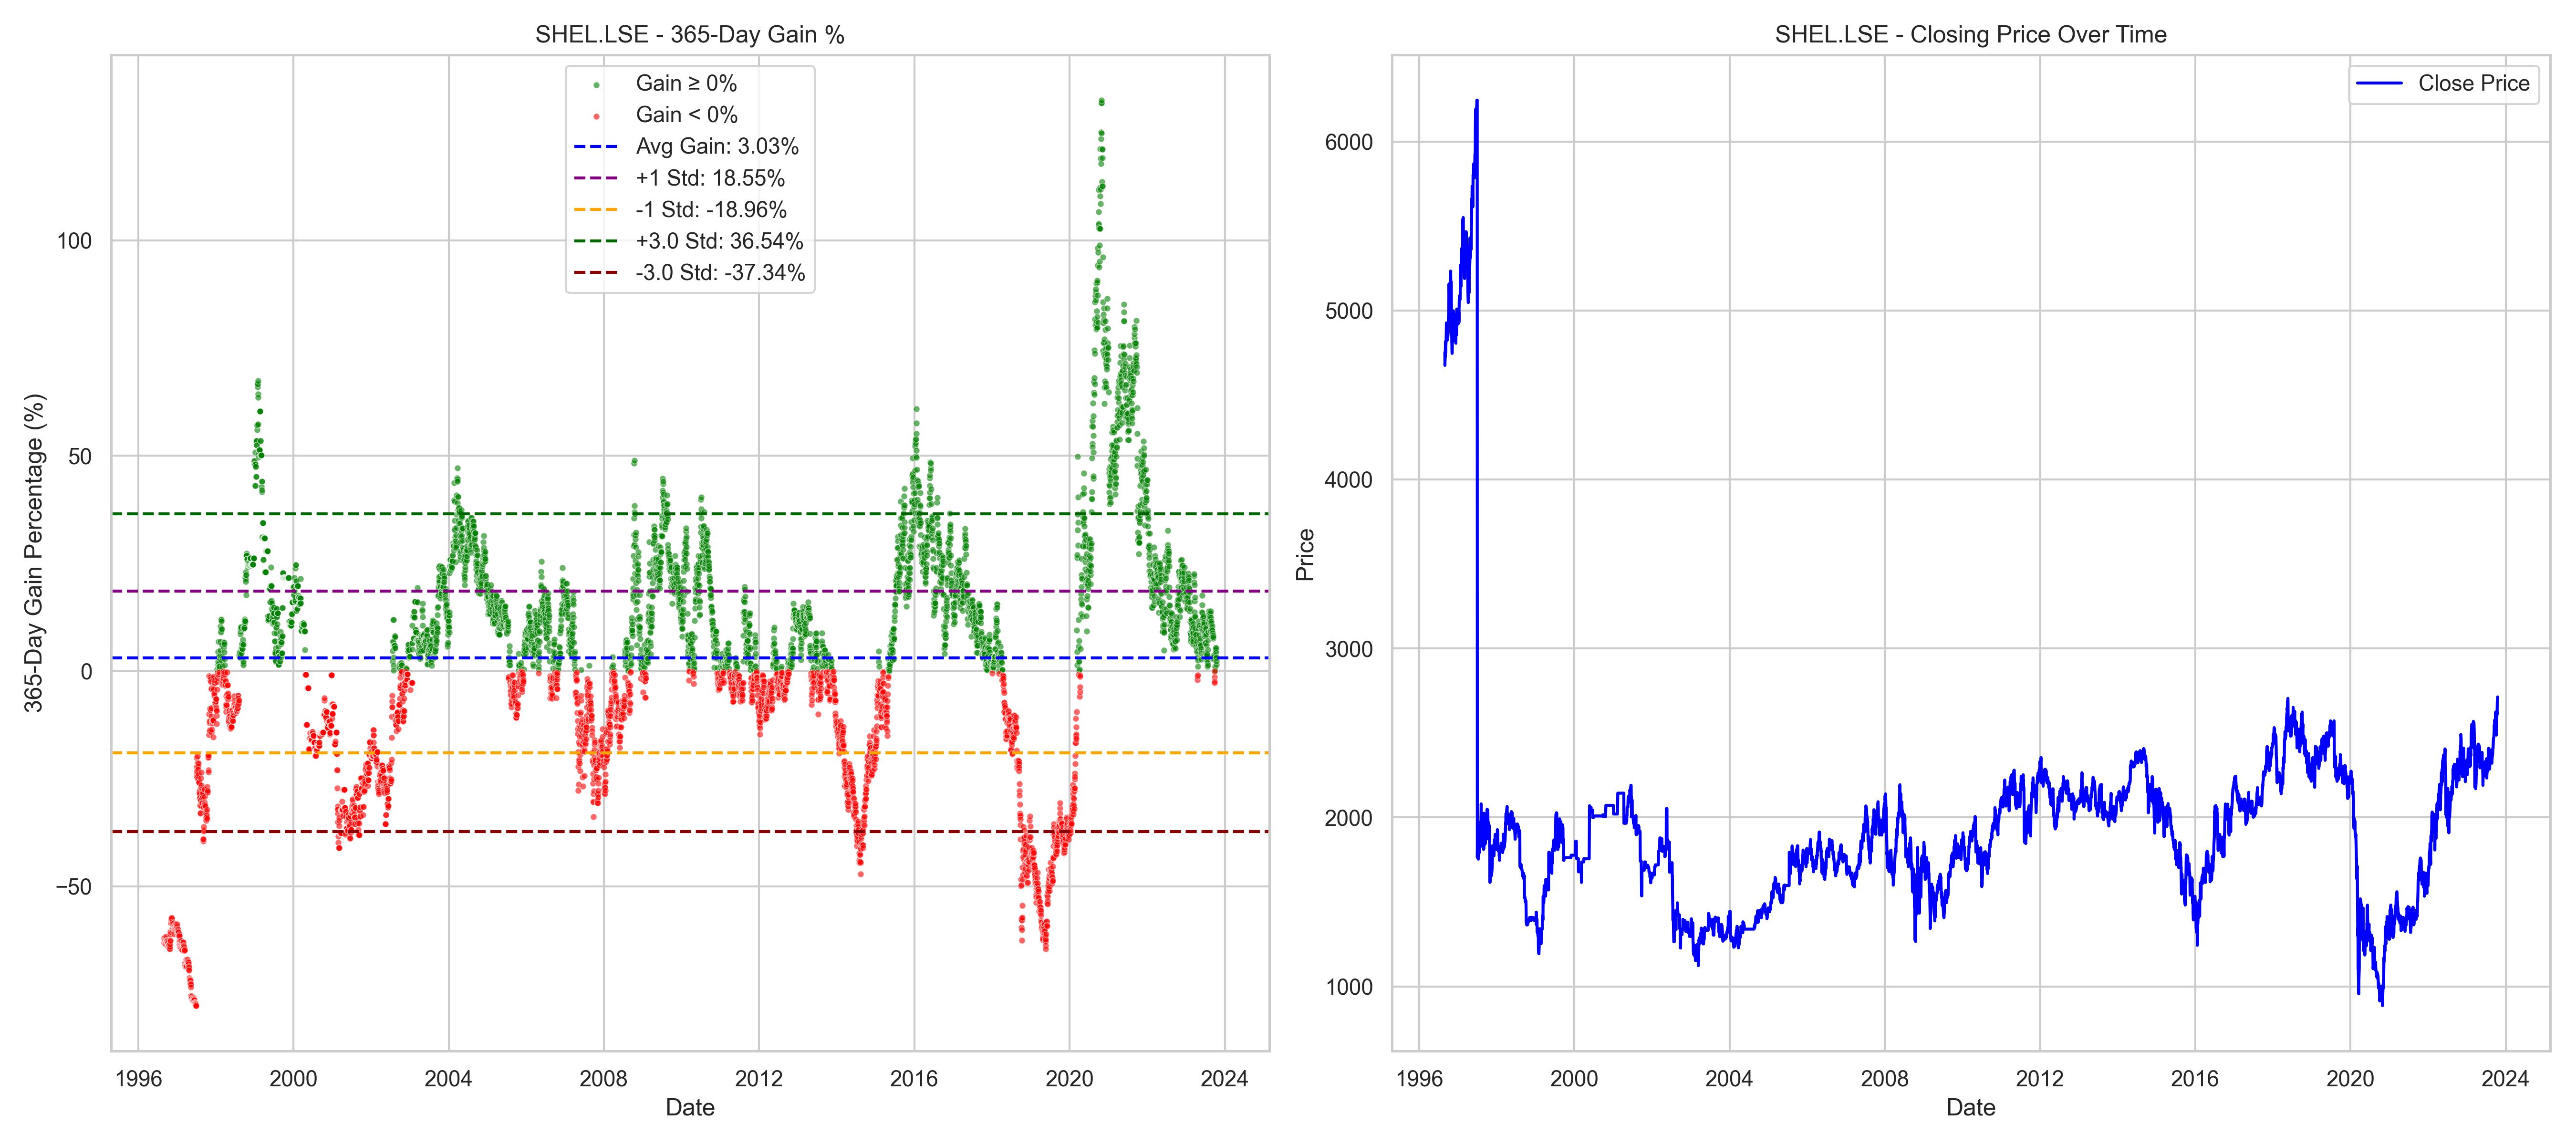 SHEL.LSE - 365-Day Gain %
Gain ≥ 0%
Gain < 0%
Avg Gain: 3.03%
+1 Std: 18.55%
-1 Std: -18.96%
+3.0 Std: 36.54%
-3.0 Std: -37.34%
365-Day Gain Percentage (%)
100
50
0
−50
1996 2000 2004 2008 2012 2016 2020 2024
Date
SHEL.LSE - Closing Price Over Time
Close Price
Price
6000
5000
4000
3000
2000
1000
1996 2000 2004 2008 2012 2016 2020 2024
Date